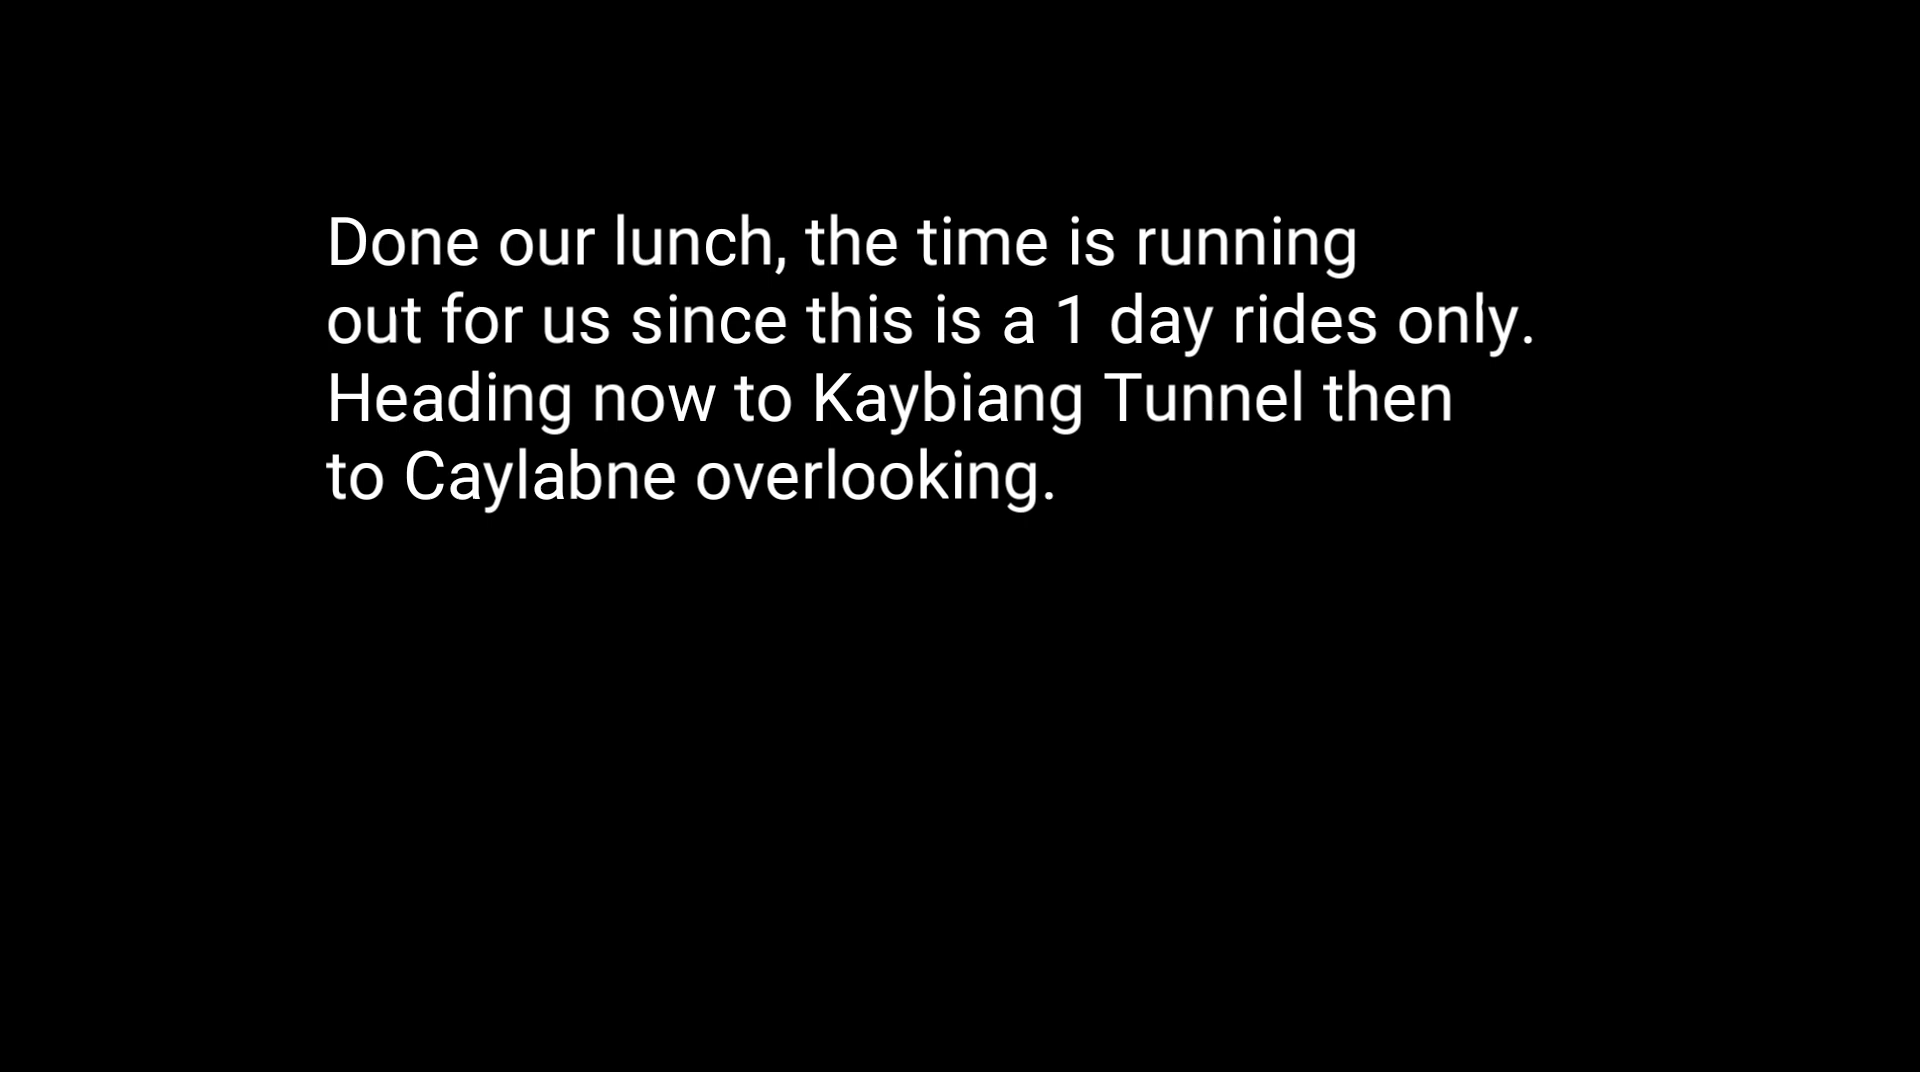 Done our lunch, the time is running
out for us since this is a 1 day rides only.
Heading now to Kaybiang Tunnel then
to Caylabne overlooking.